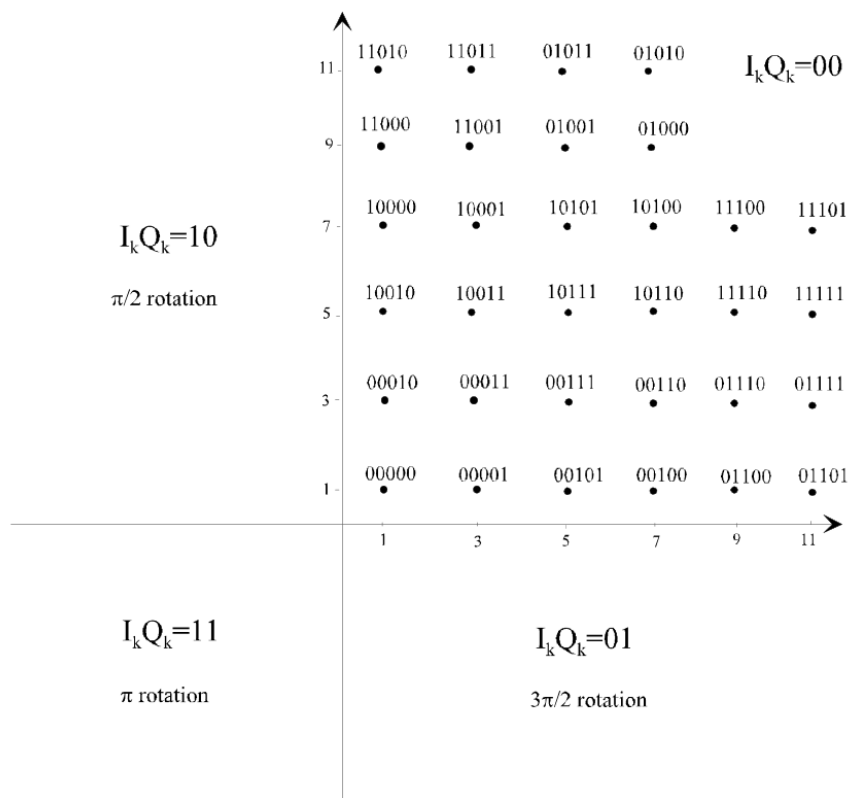 11010 11011 01011 01010
11
I_kQ_k=00
11000 11001 01001 01000
9
10000 10001 10101 10100 11100 11101
7
I_kQ_k=10
π/2 rotation
10010 10011 10111 10110 11110 11111
5
00010 00011 00111 00110 01110 01111
3
00000 00001 00101 00100 01100 01101
1
1 3 5 7 9 11
I_kQ_k=11
π rotation
I_kQ_k=01
3π/2 rotation